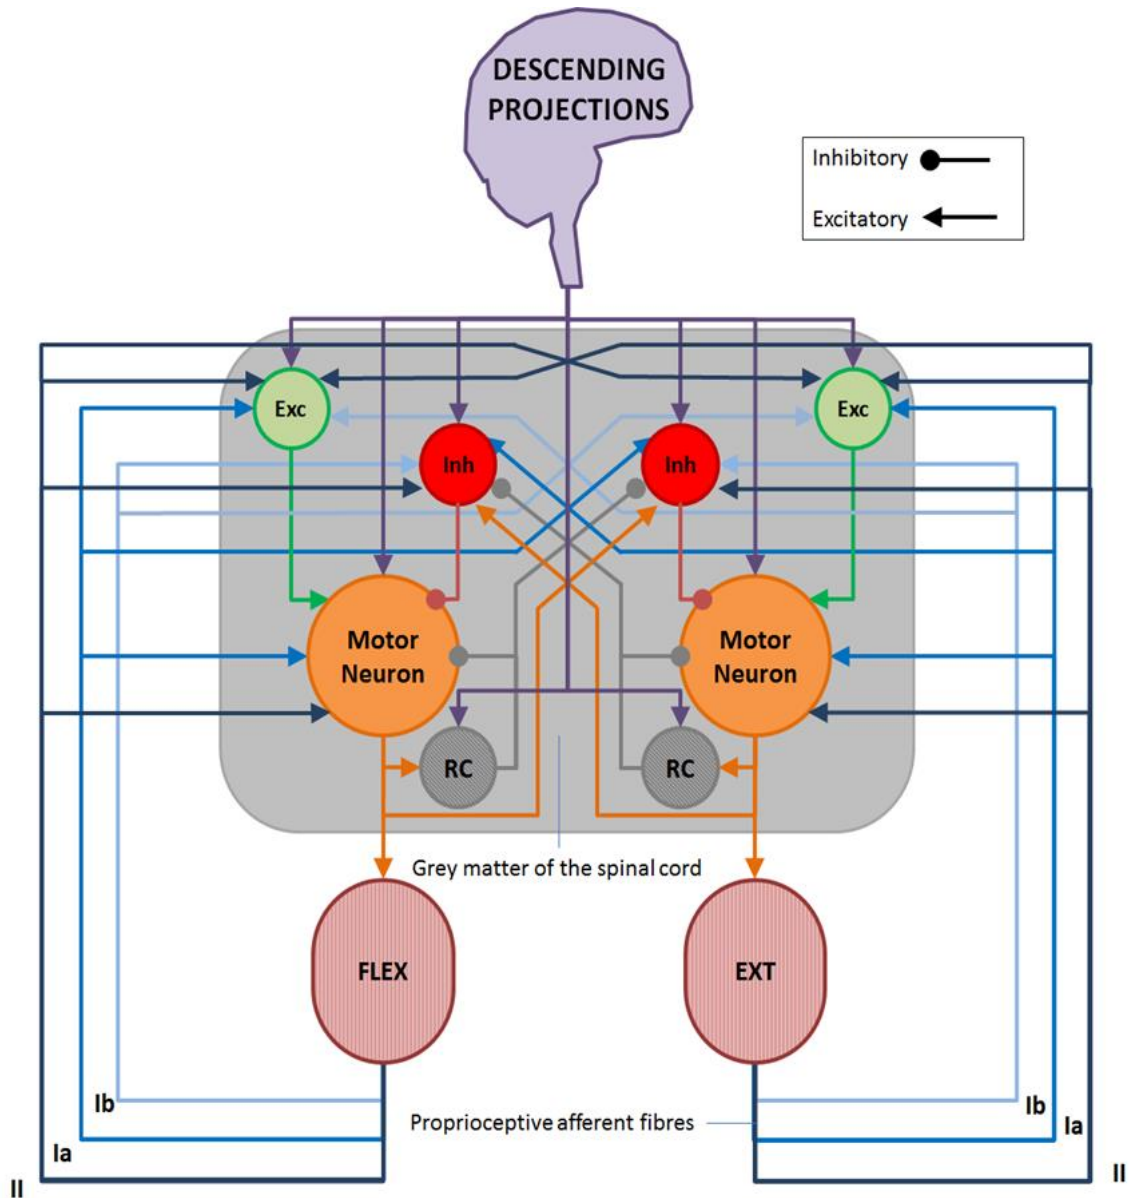 DESCENDING
PROJECTIONS
Inhibitory
Excitatory
Exc
Exc
Inh
Inh
Motor
Neuron
Motor
Neuron
RC
RC
Grey matter of the spinal cord
FLEX
EXT
Ib
Ib
Proprioceptive afferent fibres
Ia
Ia
II
II